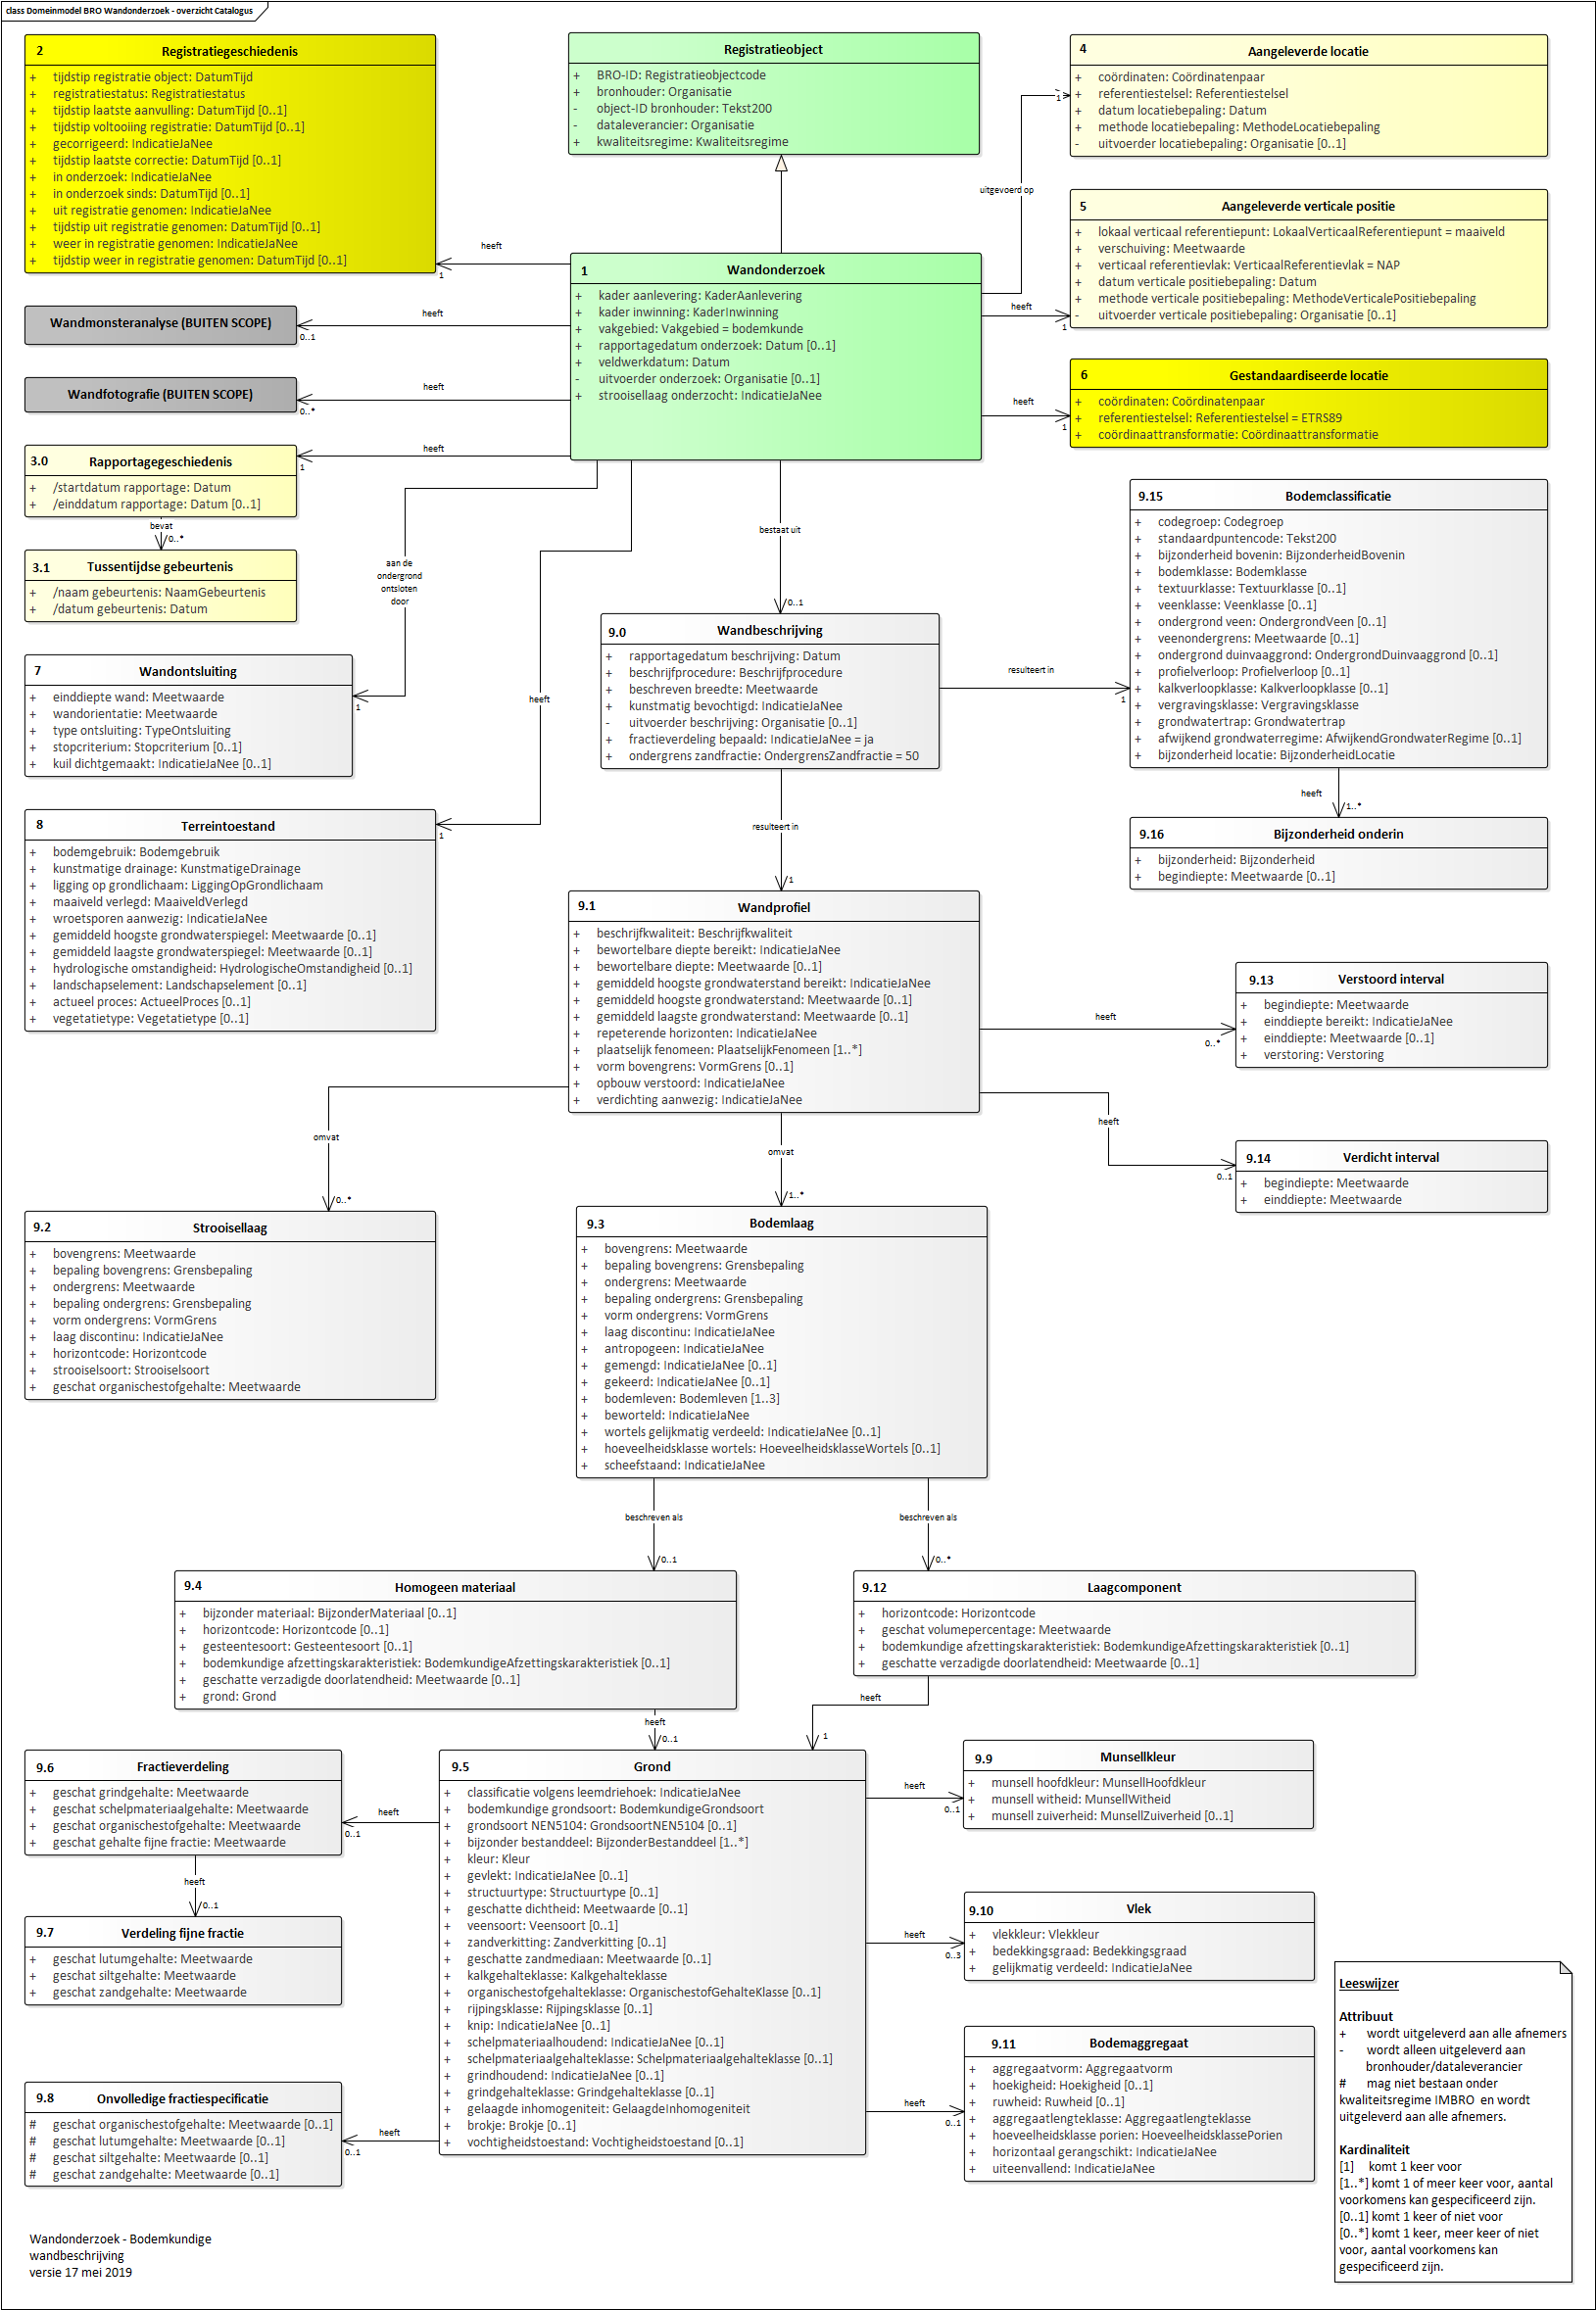 class Domeinmodel BRO Wandonderzoek - overzicht Catalogus
2 Registratiegeschiedenis
+ tijdstip registratie object: DatumTijd
+ registratiestatus: Registratiestatus
+ tijdstip laatste aanvulling: DatumTijd [0..1]
+ tijdstip voltooiing registratie: DatumTijd [0..1]
+ gecorrigeerd: IndicatieJaNee
+ tijdstip laatste correctie: DatumTijd [0..1]
+ in onderzoek: IndicatieJaNee
+ in onderzoek sinds: DatumTijd [0..1]
+ uit registratie genomen: IndicatieJaNee
+ tijdstip uit registratie genomen: DatumTijd [0..1]
+ weer in registratie genomen: IndicatieJaNee
+ tijdstip weer in registratie genomen: DatumTijd [0..1]
Registratieobject
+ BRO-ID: Registratieobjectcode
+ bronhouder: Organisatie
- object-ID bronhouder: Tekst200
- dataleverancier: Organisatie
+ kwaliteitsregime: Kwaliteitsregime
4 Aangeleverde locatie
+ coördinaten: Coördinatenpaar
+ referentiestelsel: Referentiestelsel
+ datum locatiebepaling: Datum
+ methode locatiebepaling: MethodeLocatiebepaling
- uitvoerder locatiebepaling: Organisatie [0..1]
1
uitgevoerd op
5 Aangeleverde verticale positie
+ lokaal verticaal referentiepunt: LokaalVerticaalReferentiepunt = maaiveld
+ verschuiving: Meetwaarde
+ verticaal referentievlak: VerticaalReferentievlak = NAP
+ datum verticale positiebepaling: Datum
+ methode verticale positiebepaling: MethodeVerticalePositiebepaling
- uitvoerder verticale positiebepaling: Organisatie [0..1]
heeft
1
heeft
1
1 Wandonderzoek
+ kader aanlevering: KaderAanlevering
+ kader inwinning: KaderInwinning
+ vakgebied: Vakgebied = bodemkunde
+ rapportagedatum onderzoek: Datum [0..1]
+ veldwerkdatum: Datum
- uitvoerder onderzoek: Organisatie [0..1]
+ strooisellaag onderzocht: IndicatieJaNee
Wandmonsteranalyse (BUITEN SCOPE)
heeft
0..1
Wandfotografie (BUITEN SCOPE)
heeft
0..*
6 Gestandaardiseerde locatie
+ coördinaten: Coördinatenpaar
+ referentiestelsel: Referentiestelsel = ETRS89
+ coördinaattransformatie: Coördinaattransformatie
heeft
1
3.0 Rapportagegeschiedenis
+ /startdatum rapportage: Datum
+ /einddatum rapportage: Datum [0..1]
heeft
1
bevat
0..*
3.1 Tussentijdse gebeurtenis
+ /naam gebeurtenis: NaamGebeurtenis
+ /datum gebeurtenis: Datum
aan de
ondergrond
ontsloten
door
1
bestaat uit
0..1
9.15 Bodemclassificatie
+ codegroep: Codegroep
+ standaardpuntencode: Tekst200
+ bijzonderheid bovenin: BijzonderheidBovenin
+ bodemklasse: Bodemklasse
+ textuurklasse: Textuurklasse [0..1]
+ veenklasse: Veenklasse [0..1]
+ ondergrond veen: OndergrondVeen [0..1]
+ veenondergrens: Meetwaarde [0..1]
+ ondergrond duinvaaggrond: OndergrondDuinvaaggrond [0..1]
+ profielverloop: Profielverloop [0..1]
+ kalkverloopklasse: Kalkverloopklasse [0..1]
+ vergravingsklasse: Vergravingsklasse
+ grondwatertrap: Grondwatertrap
+ afwijkend grondwaterregime: AfwijkendGrondwaterRegime [0..1]
+ bijzonderheid locatie: BijzonderheidLocatie
9.0 Wandbeschrijving
+ rapportagedatum beschrijving: Datum
+ beschrijfprocedure: Beschrijfprocedure
+ beschreven breedte: Meetwaarde
+ kunstmatig bevochtigd: IndicatieJaNee
- uitvoerder beschrijving: Organisatie [0..1]
+ fractieverdeling bepaald: IndicatieJaNee = ja
+ ondergrens zandfractie: OndergrensZandfractie = 50
resulteert in
1
7 Wandontsluiting
+ einddiepte wand: Meetwaarde
+ wandorientatie: Meetwaarde
+ type ontsluiting: TypeOntsluiting
+ stopcriterium: Stopcriterium [0..1]
+ kuil dichtgemaakt: IndicatieJaNee [0..1]
heeft
1
8 Terreintoestand
+ bodemgebruik: Bodemgebruik
+ kunstmatige drainage: KunstmatigeDrainage
+ ligging op grondlichaam: LiggingOpGrondlichaam
+ maaiveld verlegd: MaaiveldVerlegd
+ wroetsporen aanwezig: IndicatieJaNee
+ gemiddeld hoogste grondwaterspiegel: Meetwaarde [0..1]
+ gemiddeld laagste grondwaterspiegel: Meetwaarde [0..1]
+ hydrologische omstandigheid: HydrologischeOmstandigheid [0..1]
+ landschapselement: Landschapselement [0..1]
+ actueel proces: ActueelProces [0..1]
+ vegetatietype: Vegetatietype [0..1]
heeft
1..*
9.16 Bijzonderheid onderin
+ bijzonderheid: Bijzonderheid
+ begindiepte: Meetwaarde [0..1]
resulteert in
1
9.1 Wandprofiel
+ beschrijfkwaliteit: Beschrijfkwaliteit
+ bewortelbare diepte bereikt: IndicatieJaNee
+ bewortelbare diepte: Meetwaarde [0..1]
+ gemiddeld hoogste grondwaterstand bereikt: IndicatieJaNee
+ gemiddeld hoogste grondwaterstand: Meetwaarde [0..1]
+ gemiddeld laagste grondwaterstand: Meetwaarde [0..1]
+ repeterende horizonten: IndicatieJaNee
+ plaatselijk fenomeen: PlaatselijkFenomeen [1..*]
+ vorm bovengrens: VormGrens [0..1]
+ opbouw verstoord: IndicatieJaNee
+ verdichting aanwezig: IndicatieJaNee
heeft
0..*
9.13 Verstoord interval
+ begindiepte: Meetwaarde
+ einddiepte bereikt: IndicatieJaNee
+ einddiepte: Meetwaarde [0..1]
+ verstoring: Verstoring
heeft
0..1
9.14 Verdicht interval
+ begindiepte: Meetwaarde
+ einddiepte: Meetwaarde
omvat
0..*
omvat
1..*
9.2 Strooisellaag
+ bovengrens: Meetwaarde
+ bepaling bovengrens: Grensbepaling
+ ondergrens: Meetwaarde
+ bepaling ondergrens: Grensbepaling
+ vorm ondergrens: VormGrens
+ laag discontinu: IndicatieJaNee
+ horizontcode: Horizontcode
+ strooiselsoort: Strooiselsoort
+ geschat organischestofgehalte: Meetwaarde
9.3 Bodemlaag
+ bovengrens: Meetwaarde
+ bepaling bovengrens: Grensbepaling
+ ondergrens: Meetwaarde
+ bepaling ondergrens: Grensbepaling
+ vorm ondergrens: VormGrens
+ laag discontinu: IndicatieJaNee
+ antropogeen: IndicatieJaNee
+ gemengd: IndicatieJaNee [0..1]
+ gekeerd: IndicatieJaNee [0..1]
+ bodemleven: Bodemleven [1..3]
+ beworteld: IndicatieJaNee
+ wortels gelijkmatig verdeeld: IndicatieJaNee [0..1]
+ hoeveelheidsklasse wortels: HoeveelheidsklasseWortels [0..1]
+ scheefstaand: IndicatieJaNee
beschreven als
0..1
beschreven als
0..*
9.4 Homogeen materiaal
+ bijzonder materiaal: BijzonderMateriaal [0..1]
+ horizontcode: Horizontcode [0..1]
+ gesteentesoort: Gesteentesoort [0..1]
+ bodemkundige afzettingskarakteristiek: BodemkundigeAfzettingskarakteristiek [0..1]
+ geschatte verzadigde doorlatendheid: Meetwaarde [0..1]
+ grond: Grond
9.12 Laagcomponent
+ horizontcode: Horizontcode
+ geschat volumepercentage: Meetwaarde
+ bodemkundige afzettingskarakteristiek: BodemkundigeAfzettingskarakteristiek [0..1]
+ geschatte verzadigde doorlatendheid: Meetwaarde [0..1]
heeft
0..1
heeft
1
9.6 Fractieverdeling
+ geschat grindgehalte: Meetwaarde
+ geschat schelpmateriaalgehalte: Meetwaarde
+ geschat organischestofgehalte: Meetwaarde
+ geschat gehalte fijne fractie: Meetwaarde
heeft
0..1
heeft
0..1
9.7 Verdeling fijne fractie
+ geschat lutumgehalte: Meetwaarde
+ geschat siltgehalte: Meetwaarde
+ geschat zandgehalte: Meetwaarde
9.8 Onvolledige fractiespecificatie
# geschat organischestofgehalte: Meetwaarde [0..1]
# geschat lutumgehalte: Meetwaarde [0..1]
# geschat siltgehalte: Meetwaarde [0..1]
# geschat zandgehalte: Meetwaarde [0..1]
heeft
0..1
9.5 Grond
+ classificatie volgens leemdriehoek: IndicatieJaNee
+ bodemkundige grondsoort: BodemkundigeGrondsoort
+ grondsoort NEN5104: GrondsoortNEN5104 [0..1]
+ bijzonder bestanddeel: BijzonderBestanddeel [1..*]
+ kleur: Kleur
+ gevlekt: IndicatieJaNee [0..1]
+ structuurtype: Structuurtype [0..1]
+ geschatte dichtheid: Meetwaarde [0..1]
+ veensoort: Veensoort [0..1]
+ zandverkitting: Zandverkitting [0..1]
+ geschatte zandmediaan: Meetwaarde [0..1]
+ kalkgehalteklasse: Kalkgehalteklasse
+ organischestofgehalteklasse: OrganischestofGehalteKlasse [0..1]
+ rijpingsklasse: Rijpingsklasse [0..1]
+ knip: IndicatieJaNee [0..1]
+ schelpmateriaalhoudend: IndicatieJaNee [0..1]
+ schelpmateriaalgehalteklasse: Schelpmateriaalgehalteklasse [0..1]
+ grindhoudend: IndicatieJaNee [0..1]
+ grindgehalteklasse: Grindgehalteklasse [0..1]
+ gelaagde inhomogeniteit: GelaagdeInhomogeniteit
+ brokje: Brokje [0..1]
+ vochtigheidstoestand: Vochtigheidstoestand [0..1]
heeft
0..1
9.9 Munsellkleur
+ munsell hoofdkleur: MunsellHoofdkleur
+ munsell witheid: MunsellWitheid
+ munsell zuiverheid: MunsellZuiverheid [0..1]
heeft
0..3
9.10 Vlek
+ vlekkleur: Vlekkleur
+ bedekkingsgraad: Bedekkingsgraad
+ gelijkmatig verdeeld: IndicatieJaNee
heeft
0..1
9.11 Bodemaggregaat
+ aggregaatvorm: Aggregaatvorm
+ hoekigheid: Hoekigheid [0..1]
+ ruwheid: Ruwheid [0..1]
+ aggregaatlengteklasse: Aggregaatlengteklasse
+ hoeveelheidsklasse porien: HoeveelheidsklassePorien
+ horizontaal gerangschikt: IndicatieJaNee
+ uiteenvallend: IndicatieJaNee
Leeswijzer
Attribuut
+ wordt uitgeleverd aan alle afnemers
- wordt alleen uitgeleverd aan
bronhouder/dataleverancier
# mag niet bestaan onder
kwaliteitsregime IMBRO en wordt
uitgeleverd aan alle afnemers.
Kardinaliteit
[1] komt 1 keer voor
[1..*] komt 1 of meer keer voor, aantal
voorkomens kan gespecificeerd zijn.
[0..1] komt 1 keer of niet voor
[0..*] komt 1 keer, meer keer of niet
voor, aantal voorkomens kan
gespecificeerd zijn.
Wandonderzoek - Bodemkundige
wandbeschrijving
versie 17 mei 2019